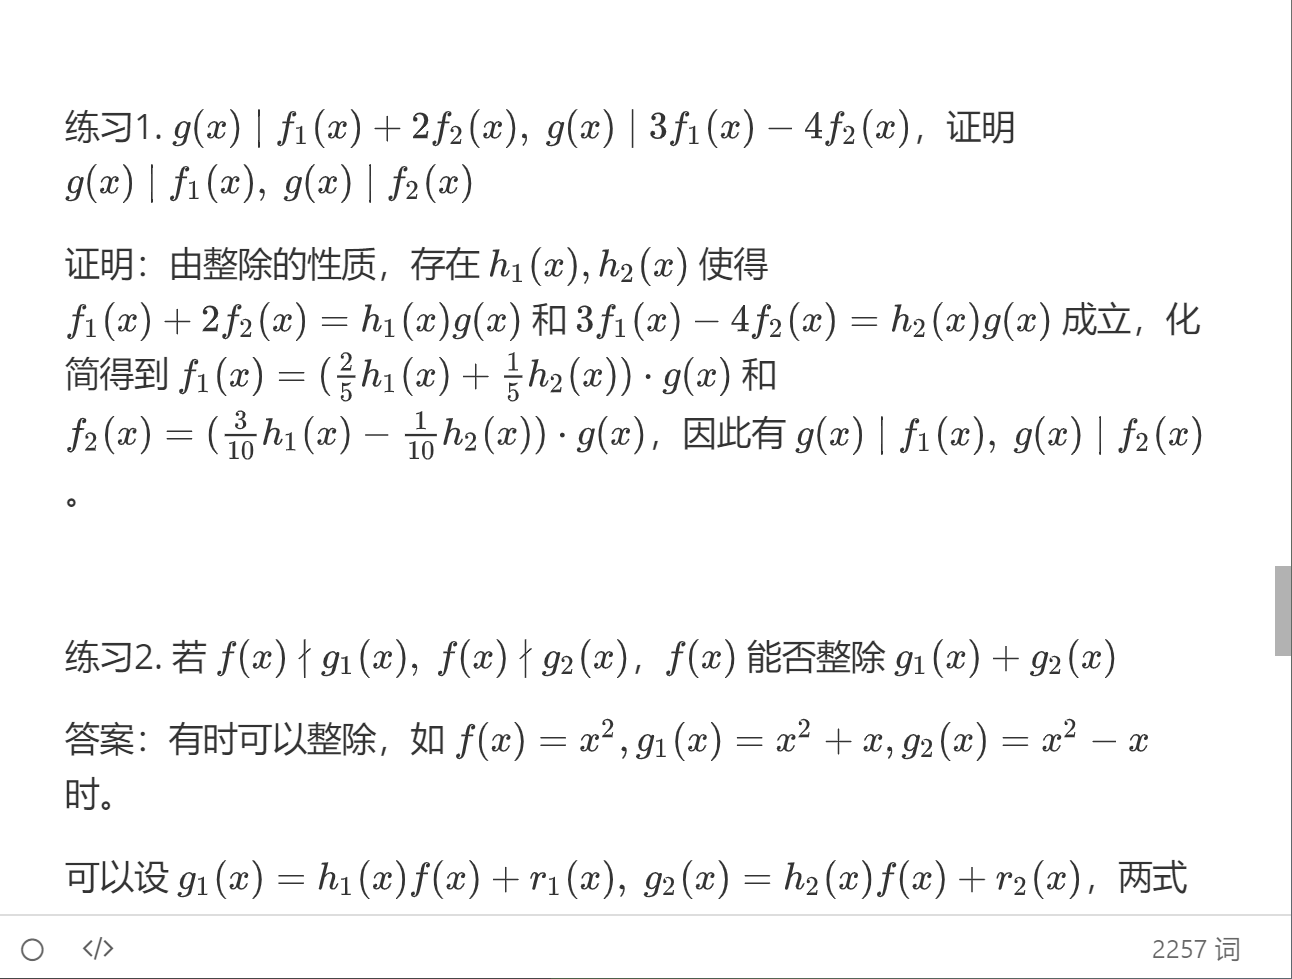 练习1. g(x) | f₁(x) + 2f₂(x), g(x) | 3f₁(x) − 4f₂(x)，证明
g(x) | f₁(x), g(x) | f₂(x)
证明：由整除的性质，存在 h₁(x), h₂(x) 使得
f₁(x) + 2f₂(x) = h₁(x)g(x) 和 3f₁(x) − 4f₂(x) = h₂(x)g(x) 成立，化
简得到 f₁(x) = (2/5 h₁(x) + 1/5 h₂(x)) · g(x) 和
f₂(x) = (3/10 h₁(x) − 1/10 h₂(x)) · g(x)，因此有 g(x) | f₁(x), g(x) | f₂(x)
。
练习2. 若 f(x) ∤ g₁(x), f(x) ∤ g₂(x)，f(x) 能否整除 g₁(x) + g₂(x)
答案：有时可以整除，如 f(x) = x², g₁(x) = x² + x, g₂(x) = x² − x
时。
可以设 g₁(x) = h₁(x)f(x) + r₁(x), g₂(x) = h₂(x)f(x) + r₂(x)，两式
</> 2257 词